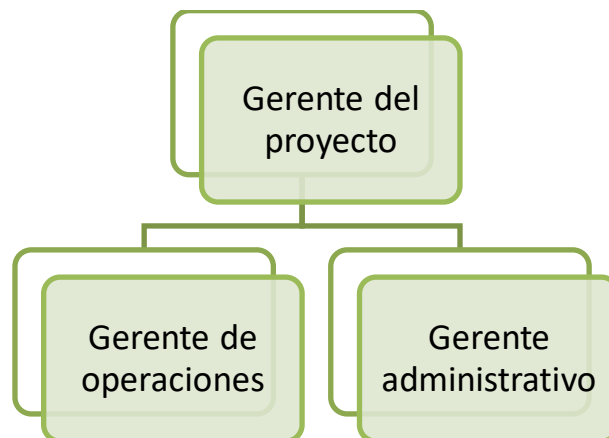 Gerente del
proyecto
Gerente de
operaciones
Gerente
administrativo